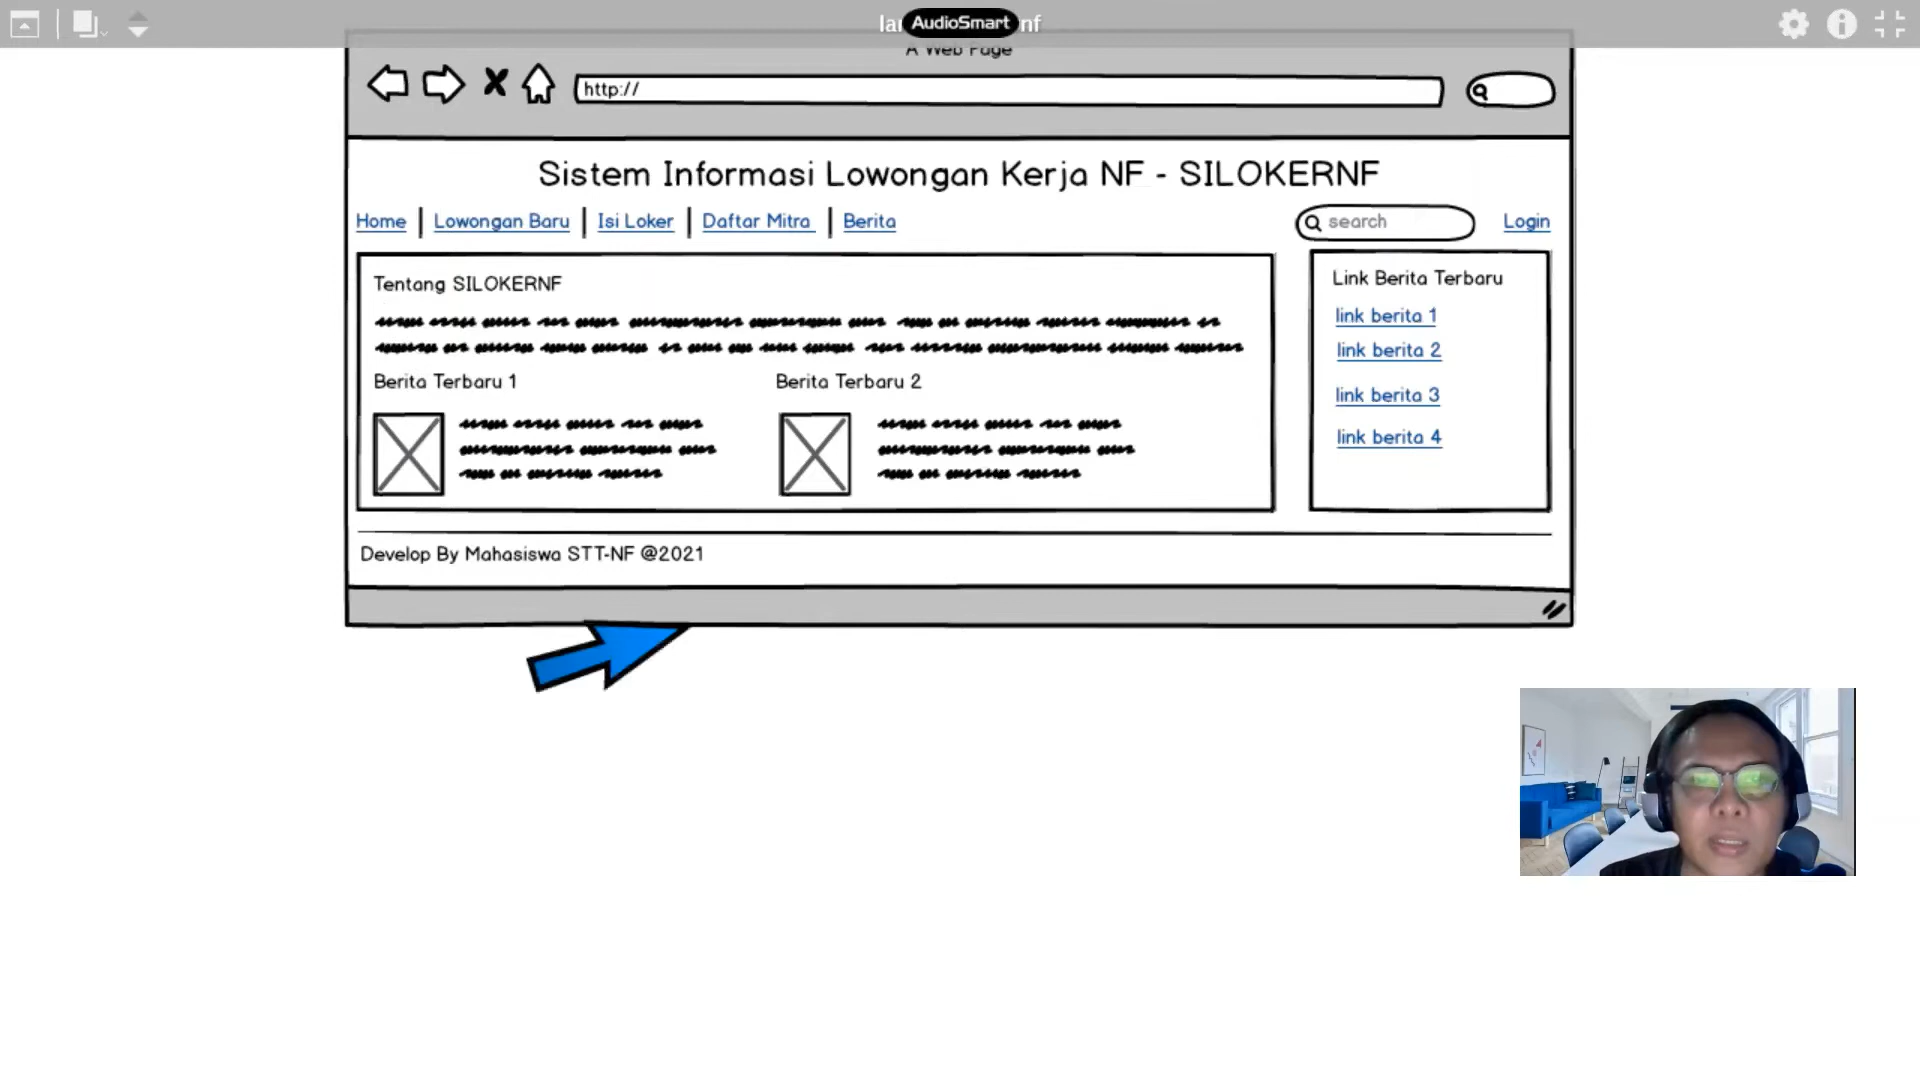 AudioSmart
A Web Page
http://
Sistem Informasi Lowongan Kerja NF - SILOKERNF
Home | Lowongan Baru | Isi Loker | Daftar Mitra | Berita
search
Login
Tentang SILOKERNF
Berita Terbaru 1
Berita Terbaru 2
Link Berita Terbaru
link berita 1
link berita 2
link berita 3
link berita 4
Develop By Mahasiswa STT-NF @2021